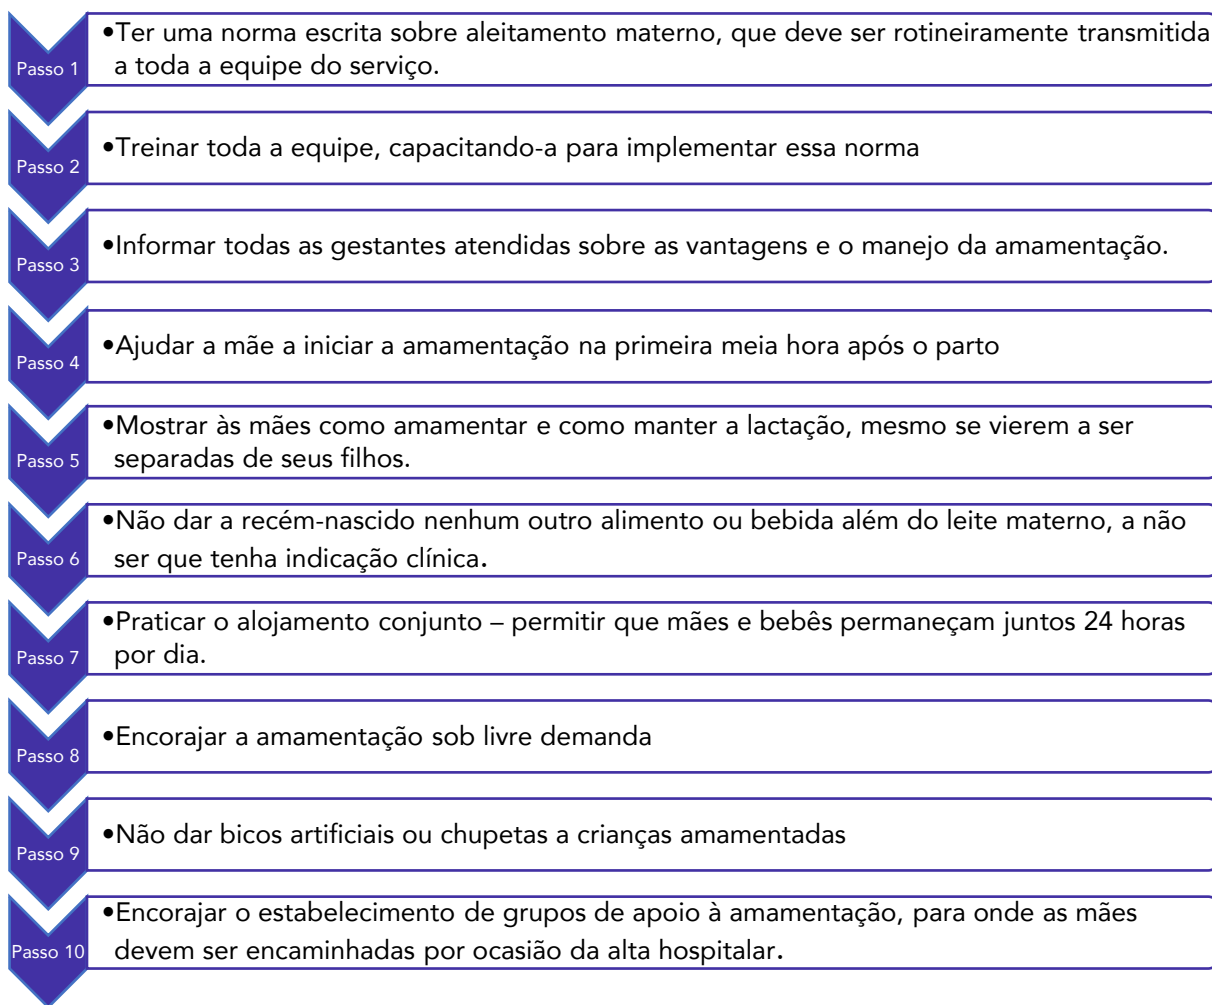 Passo 1
•Ter uma norma escrita sobre aleitamento materno, que deve ser rotineiramente transmitida
a toda a equipe do serviço.
Passo 2
•Treinar toda a equipe, capacitando-a para implementar essa norma
Passo 3
•Informar todas as gestantes atendidas sobre as vantagens e o manejo da amamentação.
Passo 4
•Ajudar a mãe a iniciar a amamentação na primeira meia hora após o parto
Passo 5
•Mostrar às mães como amamentar e como manter a lactação, mesmo se vierem a ser
separadas de seus filhos.
Passo 6
•Não dar a recém-nascido nenhum outro alimento ou bebida além do leite materno, a não
ser que tenha indicação clínica.
Passo 7
•Praticar o alojamento conjunto – permitir que mães e bebês permaneçam juntos 24 horas
por dia.
Passo 8
•Encorajar a amamentação sob livre demanda
Passo 9
•Não dar bicos artificiais ou chupetas a crianças amamentadas
Passo 10
•Encorajar o estabelecimento de grupos de apoio à amamentação, para onde as mães
devem ser encaminhadas por ocasião da alta hospitalar.